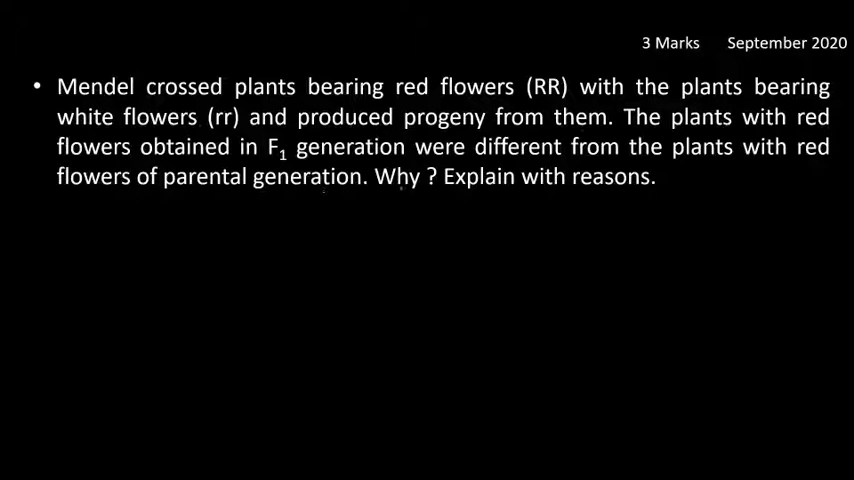 3 Marks September 2020
• Mendel crossed plants bearing red flowers (RR) with the plants bearing
white flowers (rr) and produced progeny from them. The plants with red
flowers obtained in F₁ generation were different from the plants with red
flowers of parental generation. Why ? Explain with reasons.